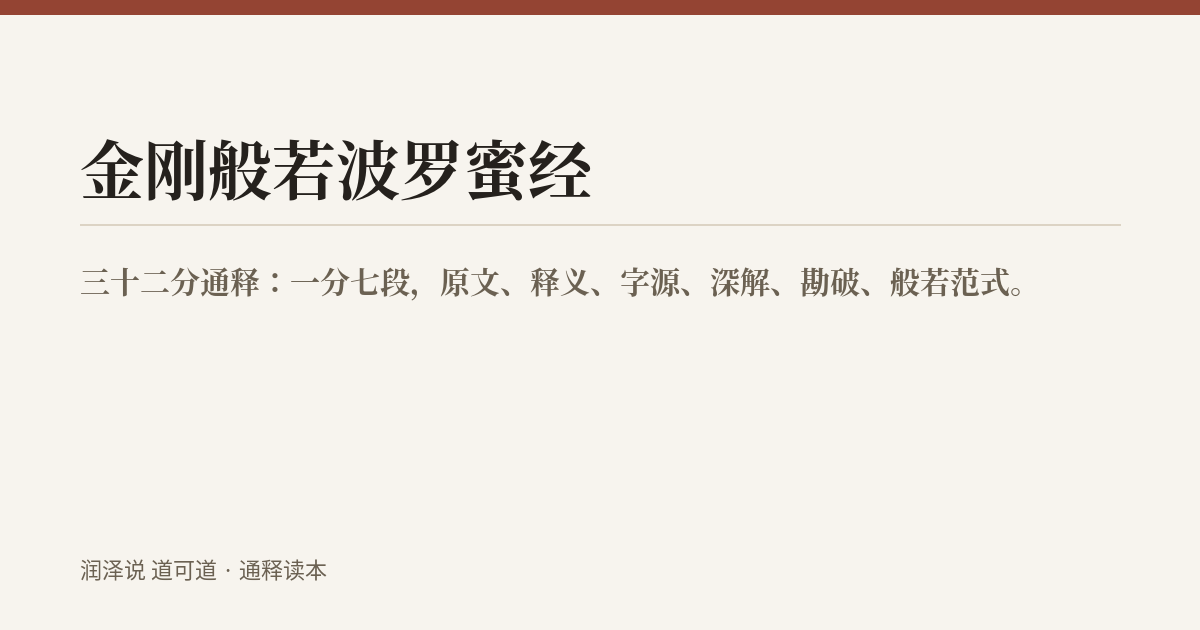 金刚般若波罗蜜经
三十二分通释：一分七段，原文、释义、字源、深解、勘破、般若范式。
润泽说 道可道 · 通释读本